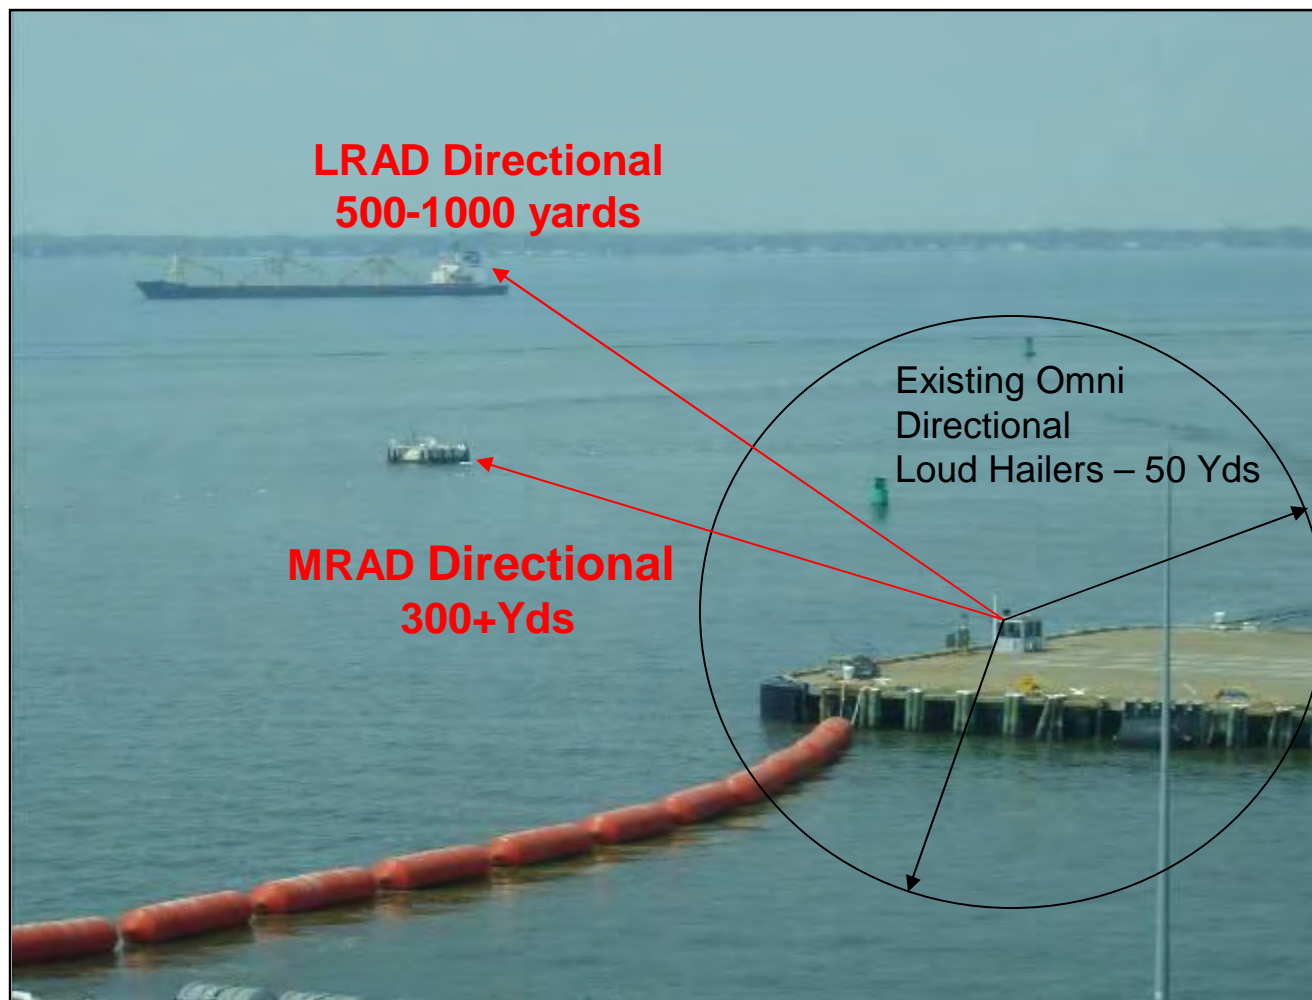 LRAD Directional
500-1000 yards
Existing Omni
Directional
Loud Hailers – 50 Yds
MRAD Directional
300+Yds